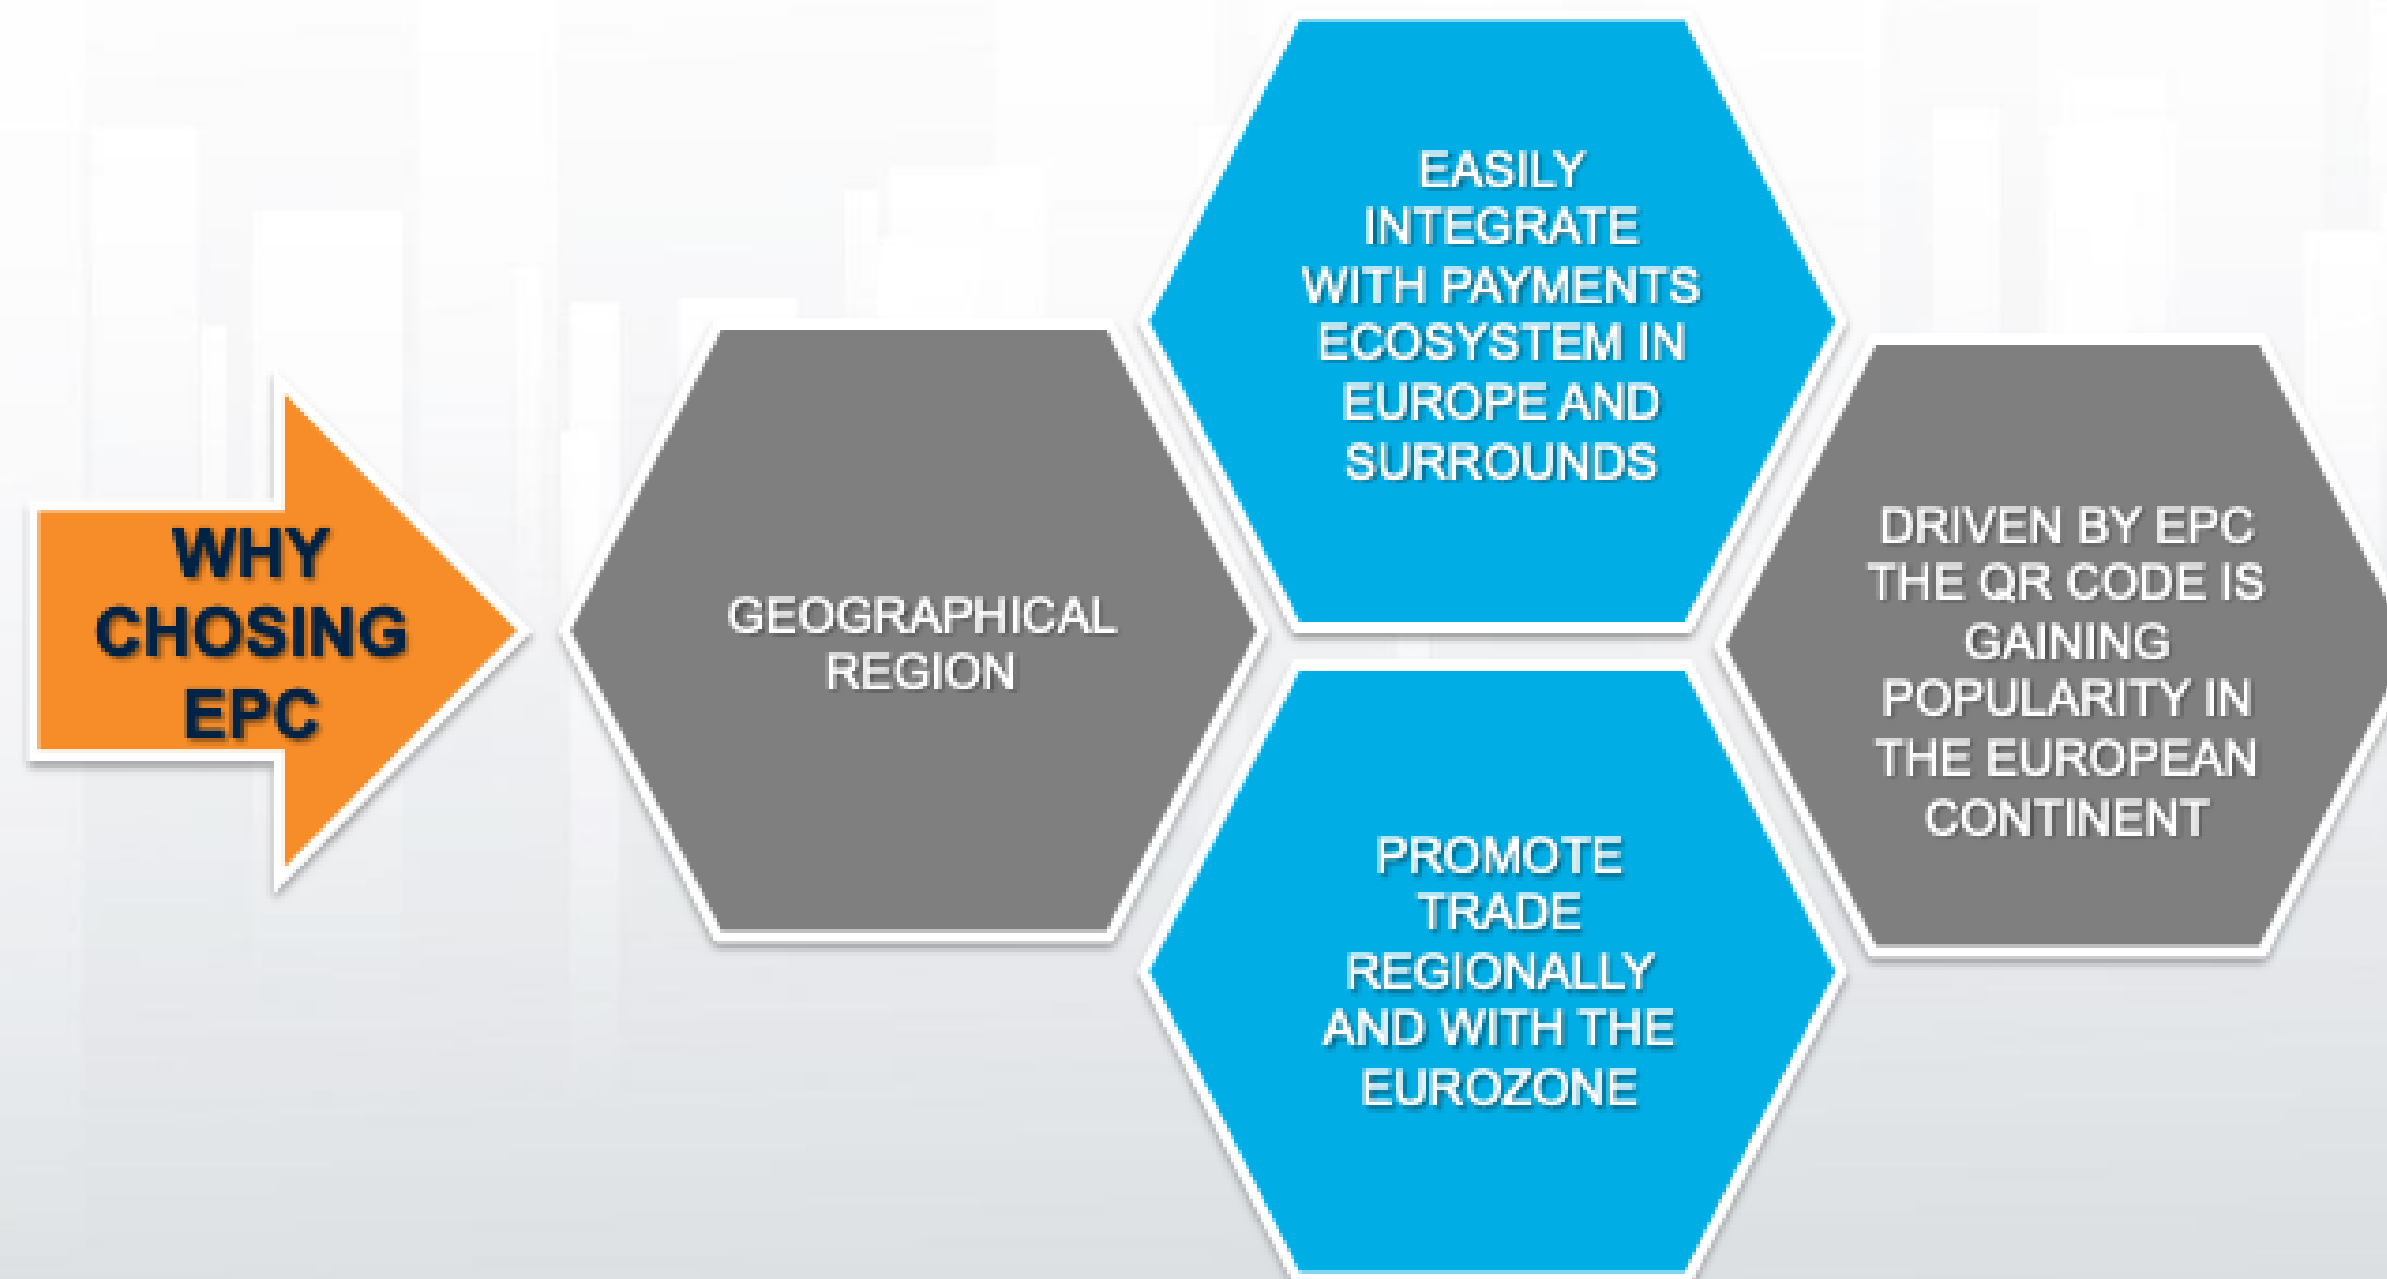 WHY
CHOSING
EPC
GEOGRAPHICAL
REGION
EASILY
INTEGRATE
WITH PAYMENTS
ECOSYSTEM IN
EUROPE AND
SURROUNDS
PROMOTE
TRADE
REGIONALLY
AND WITH THE
EUROZONE
DRIVEN BY EPC
THE QR CODE IS
GAINING
POPULARITY IN
THE EUROPEAN
CONTINENT